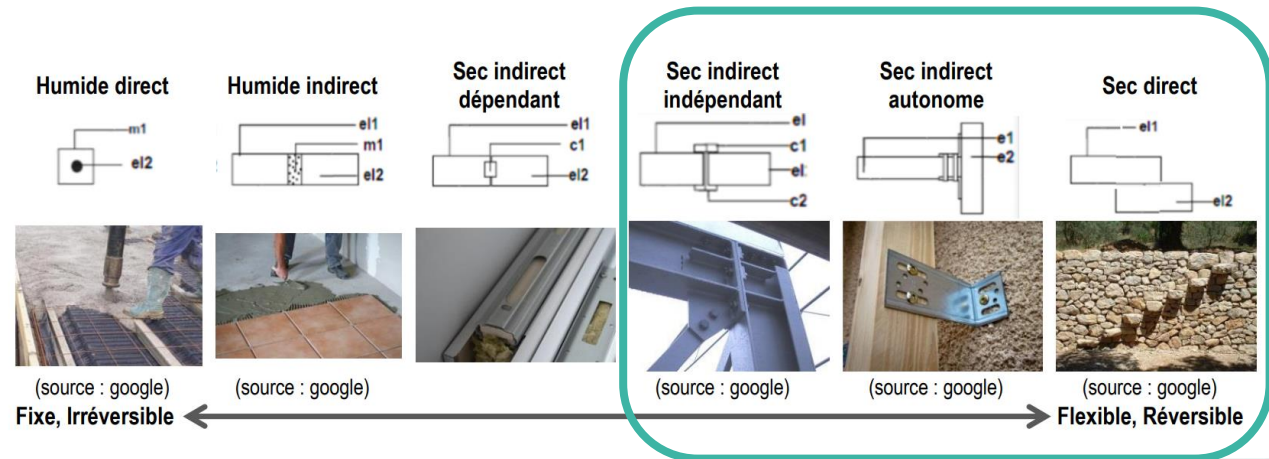 Humide direct
m1
el2
(source : google)
Fixe, Irréversible
Humide indirect
el1
m1
el2
(source : google)
Sec indirect
dépendant
el1
c1
el2
Sec indirect
indépendant
el
c1
el:
c2
(source : google)
Sec indirect
autonome
e1
e2
(source : google)
Sec direct
el1
el2
(source : google)
Flexible, Réversible